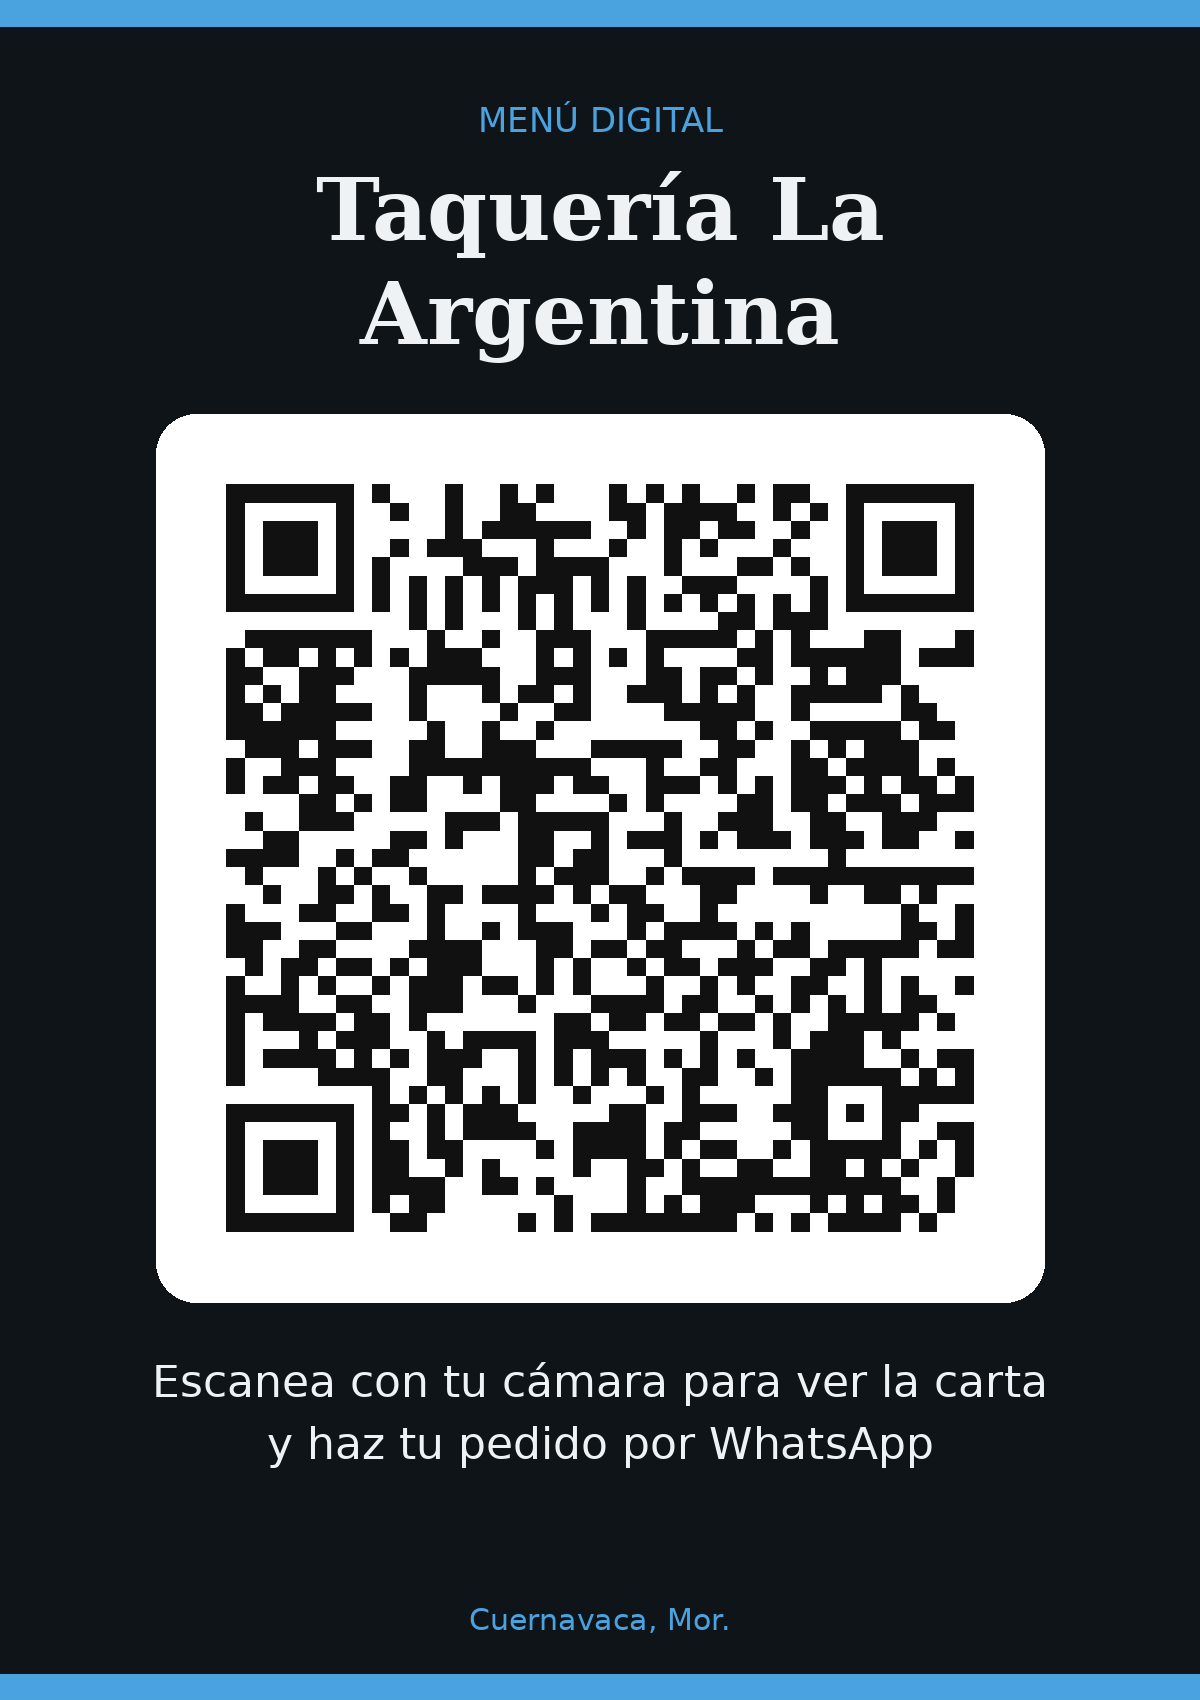 MENÚ DIGITAL
Taquería La
Argentina
Escanea con tu cámara para ver la carta
y haz tu pedido por WhatsApp
Cuernavaca, Mor.